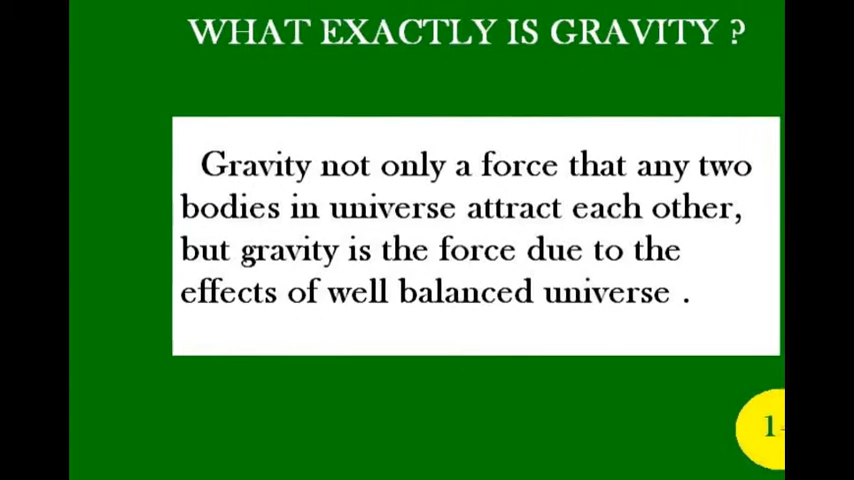 WHAT EXACTLY IS GRAVITY ?
Gravity not only a force that any two
bodies in universe attract each other,
but gravity is the force due to the
effects of well balanced universe .
1